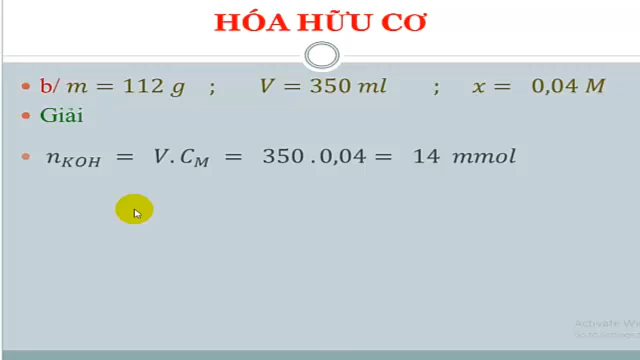 HÓA HỮU CƠ
b/ m = 112 g ; V = 350 ml ; x = 0,04 M
Giải
n_KOH = V.C_M = 350 .0,04 = 14 mmol
Activate